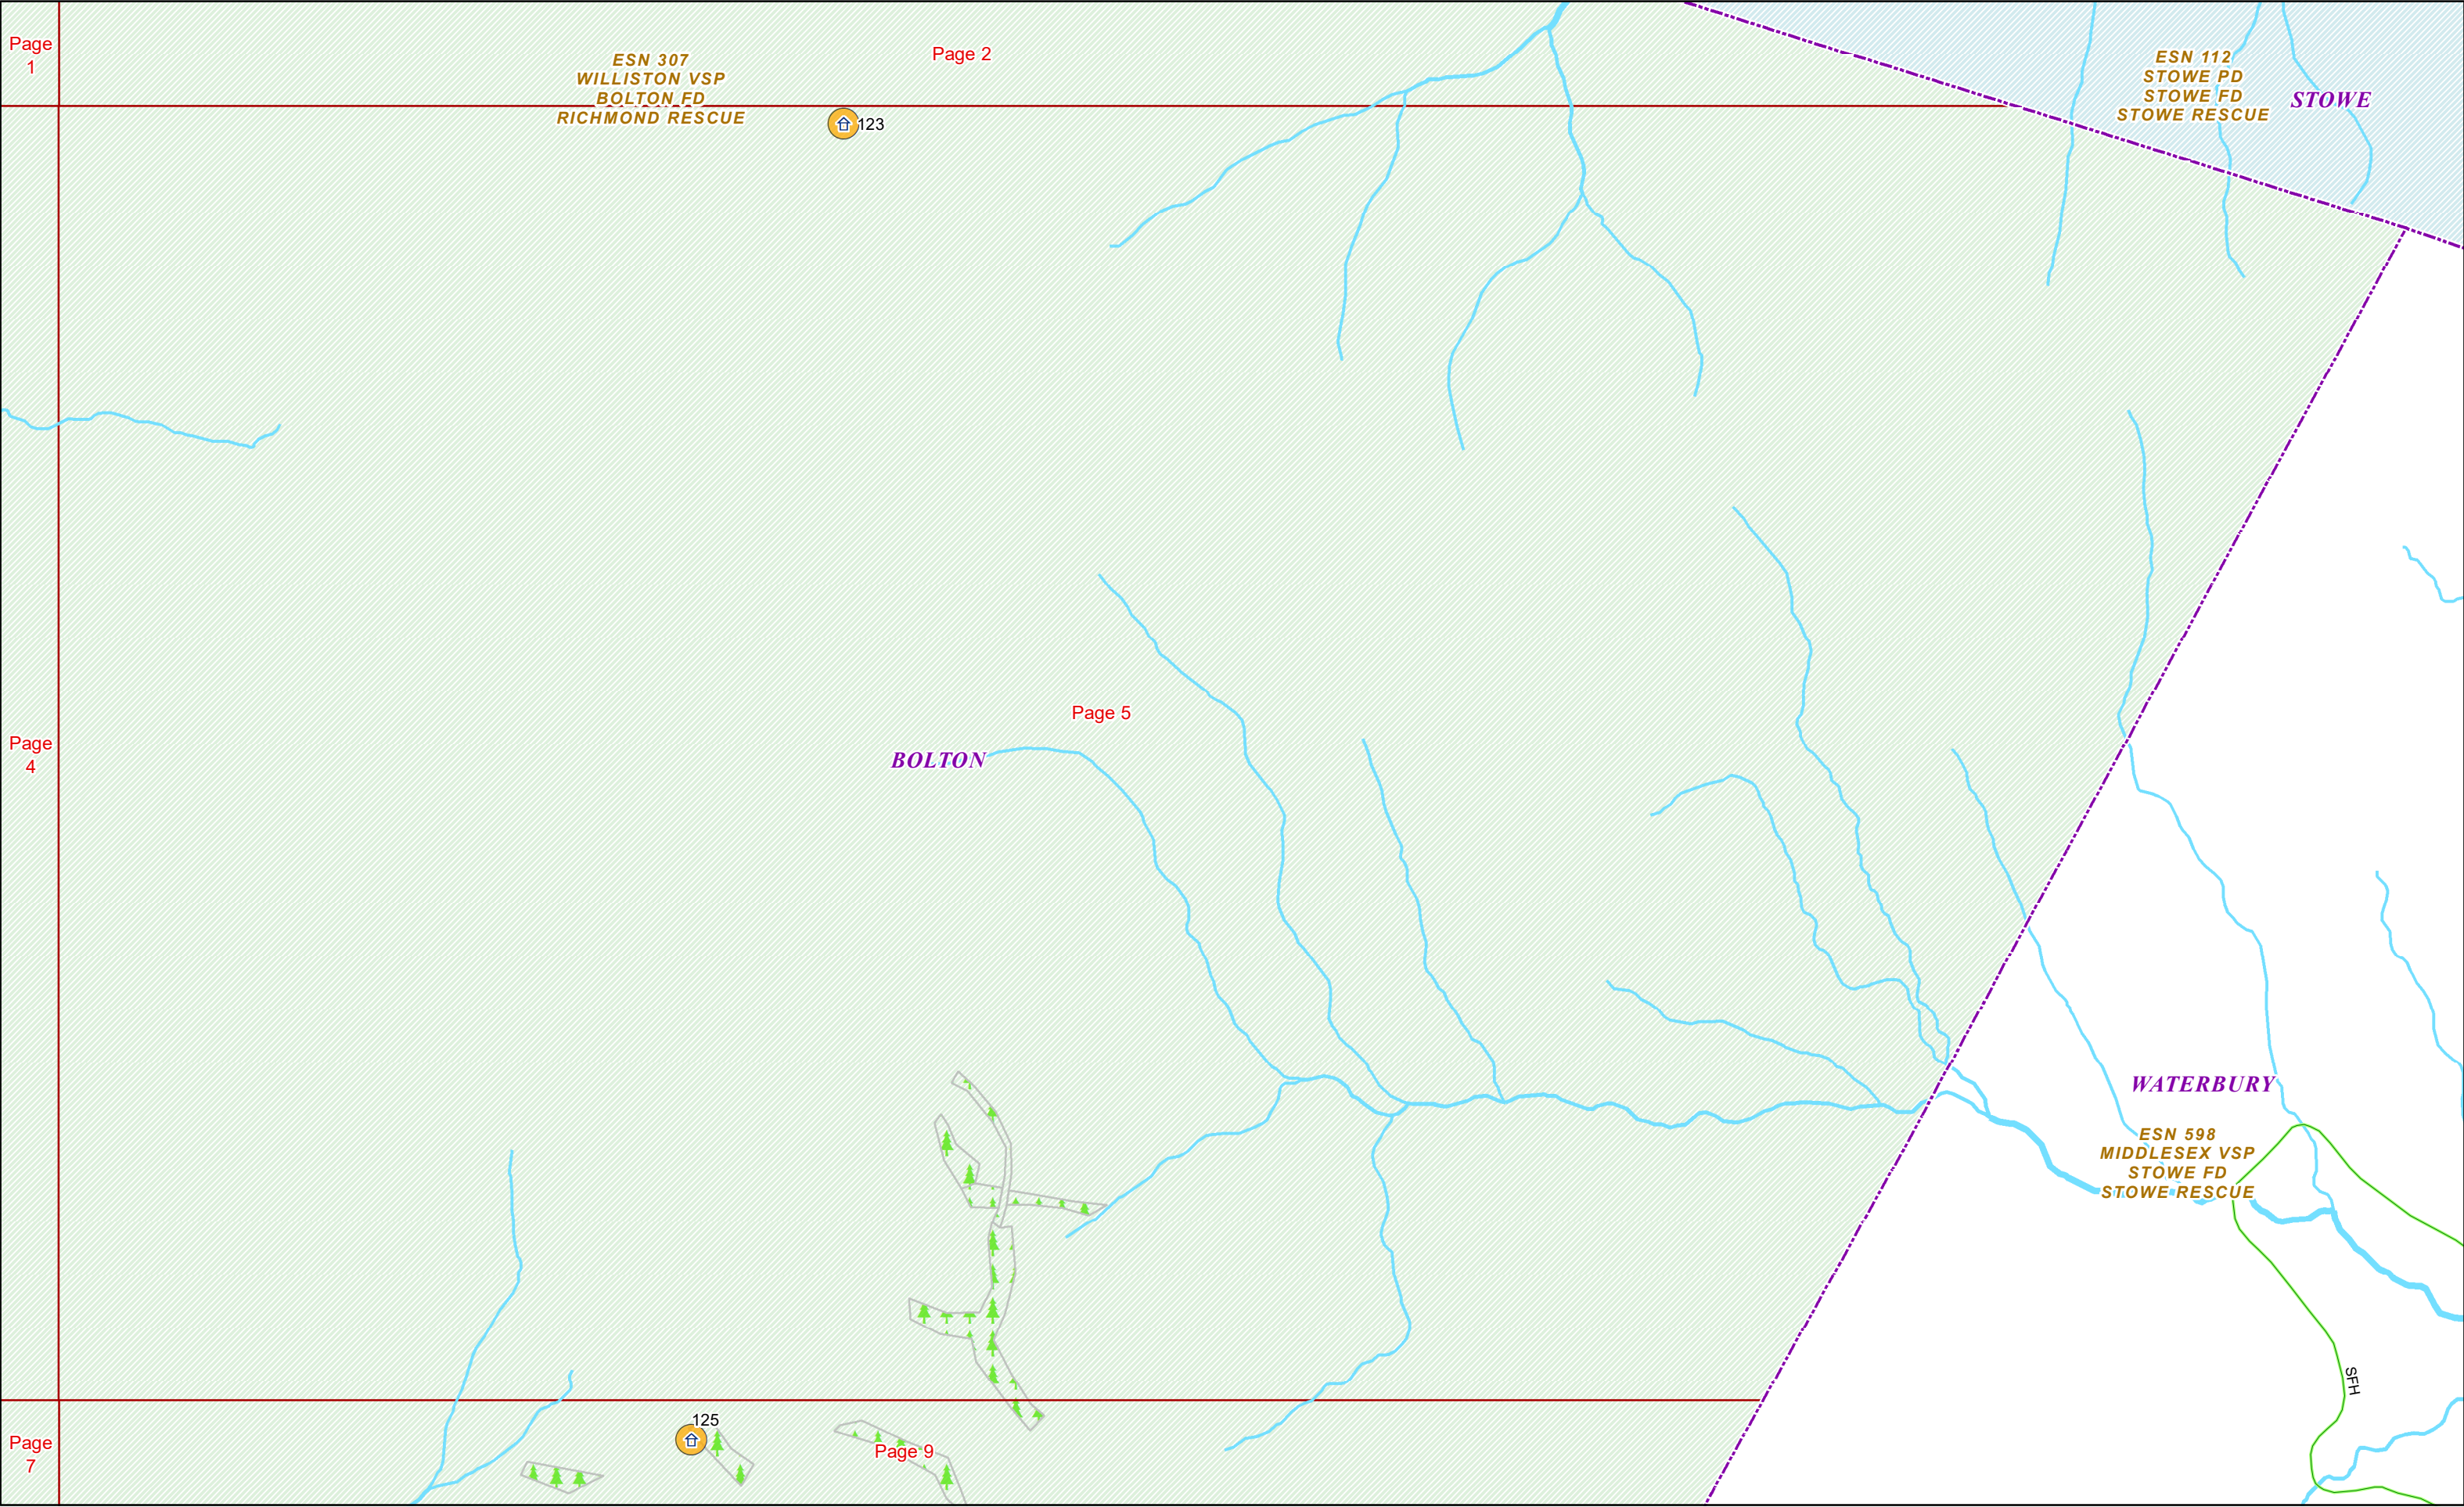 Page
1
Page 2
ESN 307
WILLISTON VSP
BOLTON FD
RICHMOND RESCUE
123
ESN 112
STOWE PD
STOWE FD
STOWE RESCUE
STOWE
Page 5
Page
4
BOLTON
WATERBURY
ESN 598
MIDDLESEX VSP
STOWE FD
STOWE RESCUE
SFH
125
Page
7
Page 9